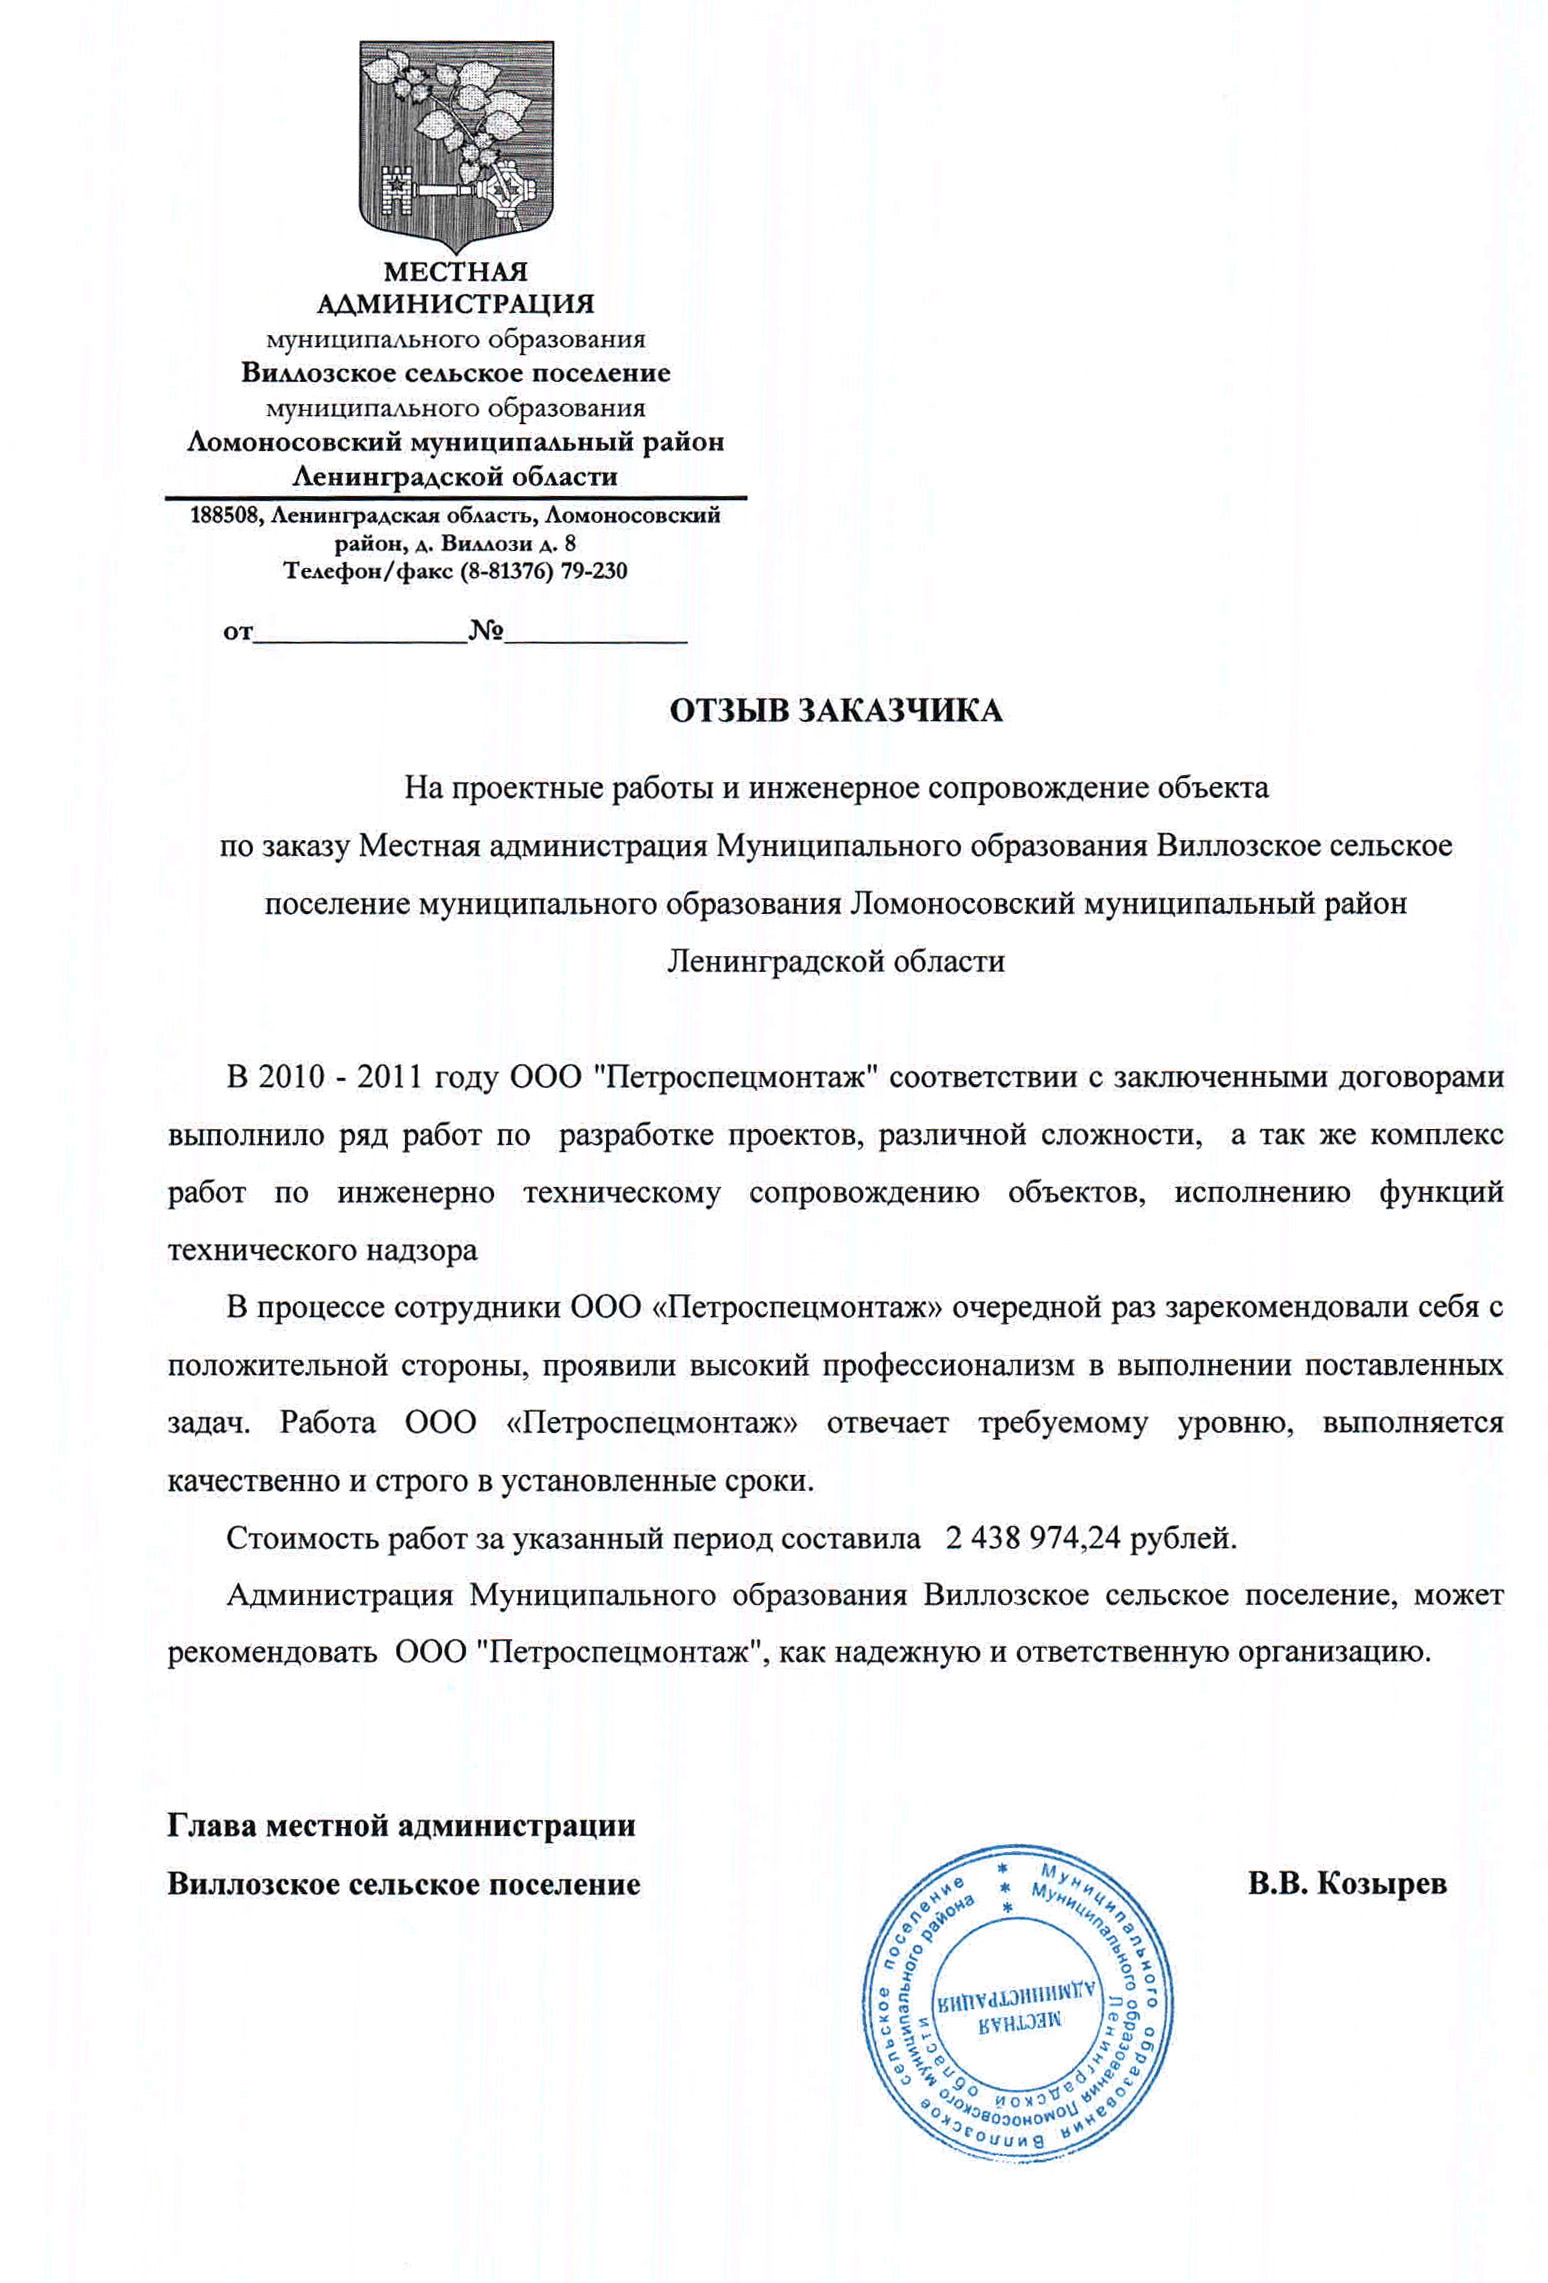 МЕСТНАЯ
АДМИНИСТРАЦИЯ
муниципального образования
Виллозское сельское поселение
муниципального образования
Ломоносовский муниципальный район
Ленинградской области
188508, Ленинградская область, Ломоносовский
район, д. Виллози д. 8
Телефон/факс (8-81376) 79-230
от______________№____________
ОТЗЫВ ЗАКАЗЧИКА
На проектные работы и инженерное сопровождение объекта
по заказу Местная администрация Муниципального образования Виллозское сельское
поселение муниципального образования Ломоносовский муниципальный район
Ленинградской области
В 2010 - 2011 году ООО "Петроспецмонтаж" соответствии с заключенными договорами
выполнило ряд работ по разработке проектов, различной сложности, а так же комплекс
работ по инженерно техническому сопровождению объектов, исполнению функций
технического надзора
В процессе сотрудники ООО «Петроспецмонтаж» очередной раз зарекомендовали себя с
положительной стороны, проявили высокий профессионализм в выполнении поставленных
задач. Работа ООО «Петроспецмонтаж» отвечает требуемому уровню, выполняется
качественно и строго в установленные сроки.
Стоимость работ за указанный период составила 2 438 974,24 рублей.
Администрация Муниципального образования Виллозское сельское поселение, может
рекомендовать ООО "Петроспецмонтаж", как надежную и ответственную организацию.
Глава местной администрации
Виллозское сельское поселение
В.В. Козырев
* Муниципального образования Виллозское сельское поселение
* Муниципального образования Ломоносовского муниципального района
* Ленинградской области
МЕСТНАЯ
АДМИНИСТРАЦИЯ